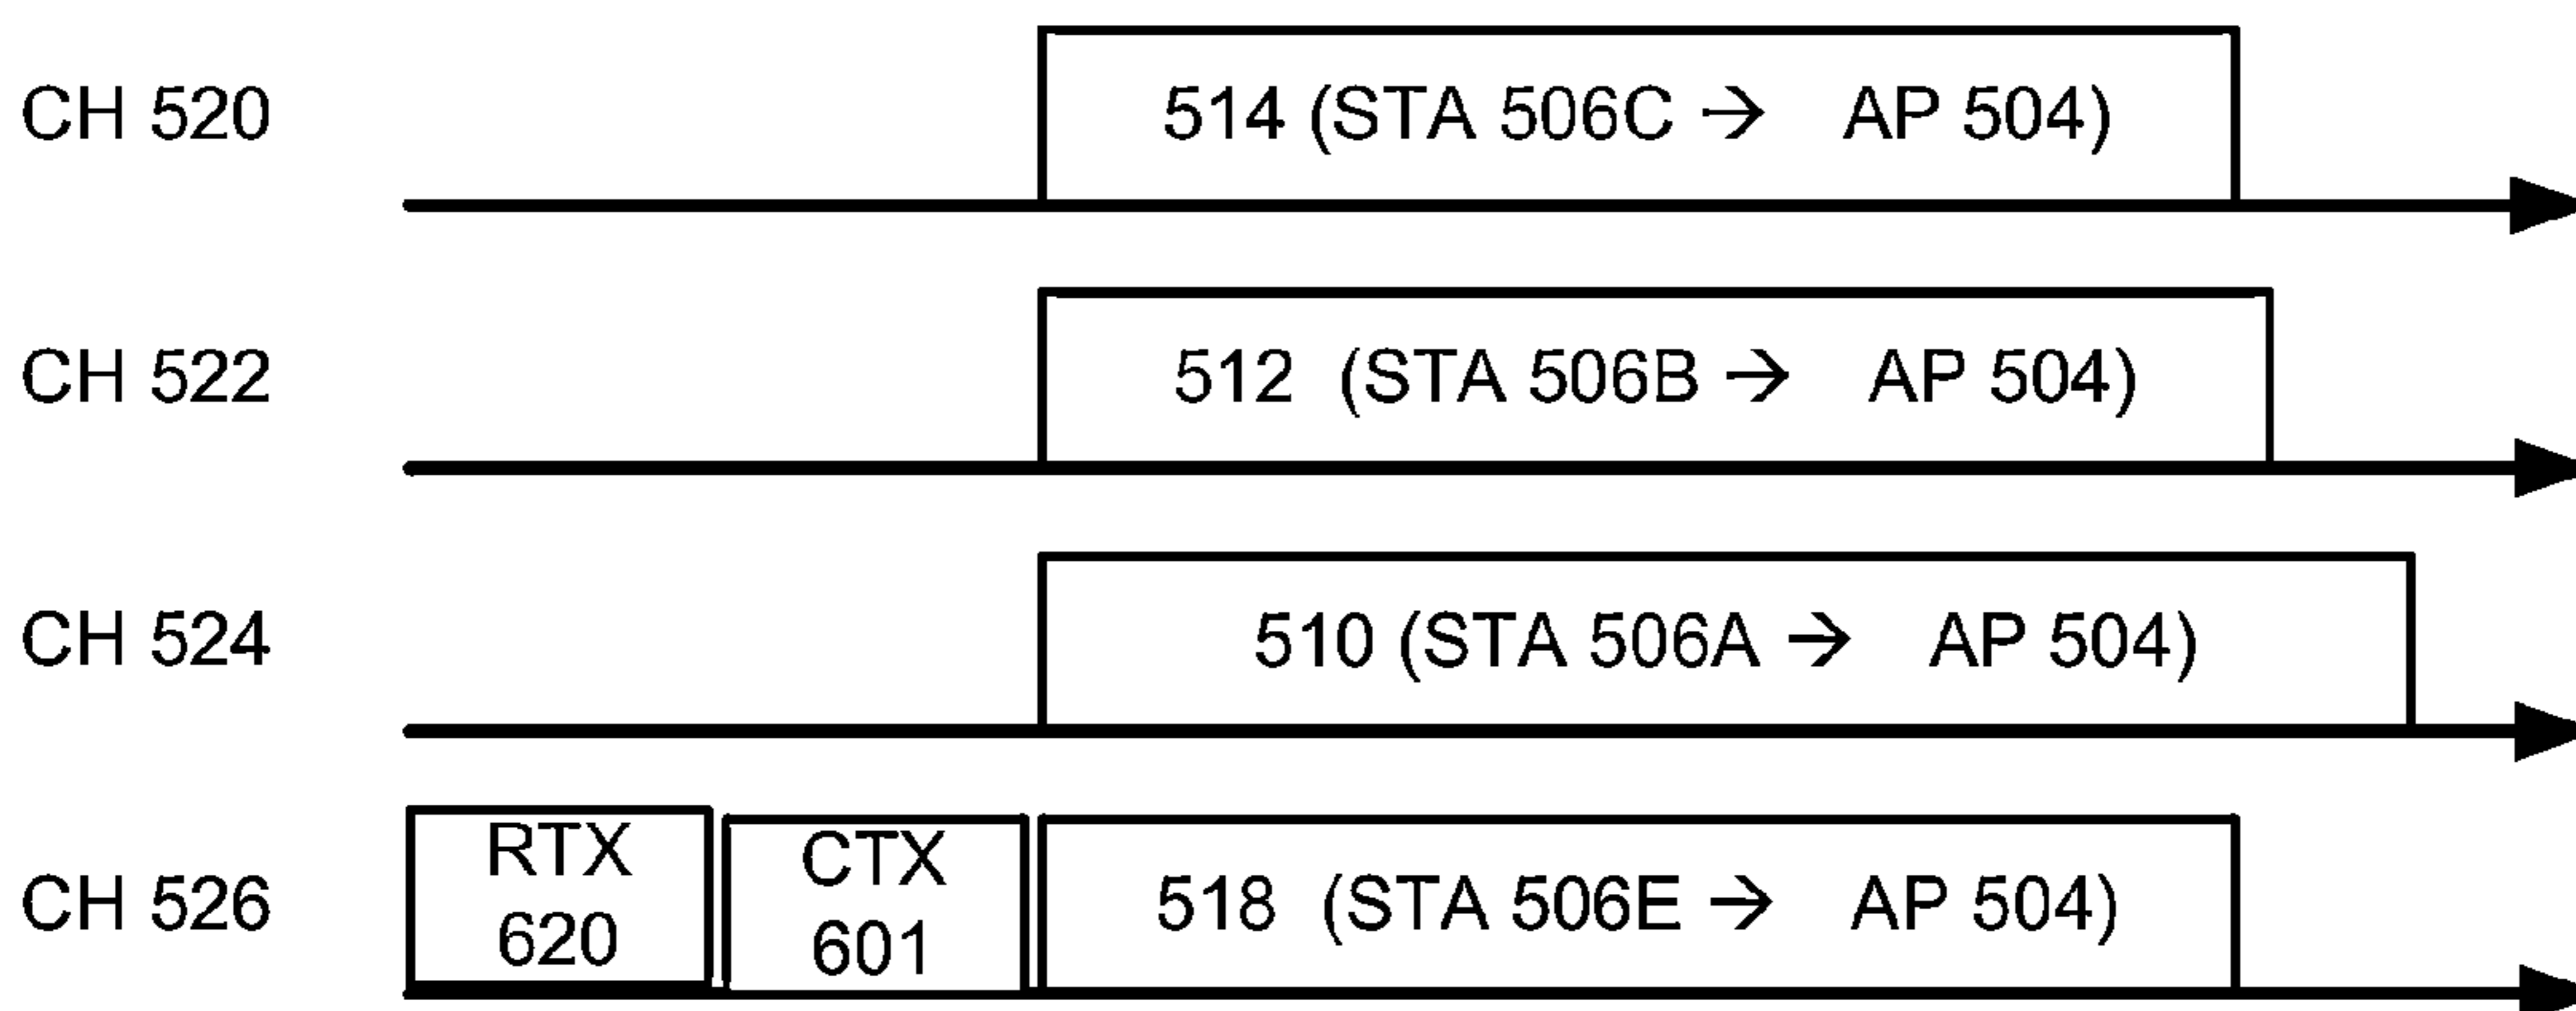 CH 520
514 (STA 506C → AP 504)
CH 522
512 (STA 506B → AP 504)
CH 524
510 (STA 506A → AP 504)
CH 526
RTX
620
CTX
601
518 (STA 506E → AP 504)